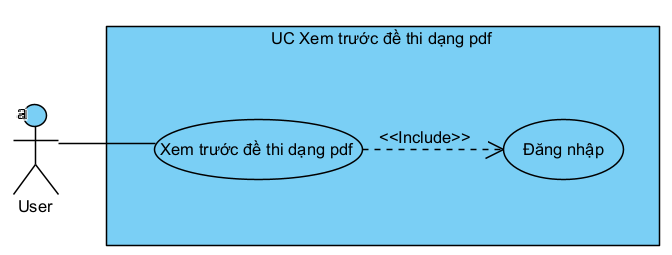 UC Xem trước đề thi dạng pdf
a
User
Xem trước đề thi dạng pdf
<<Include>>
Đăng nhập